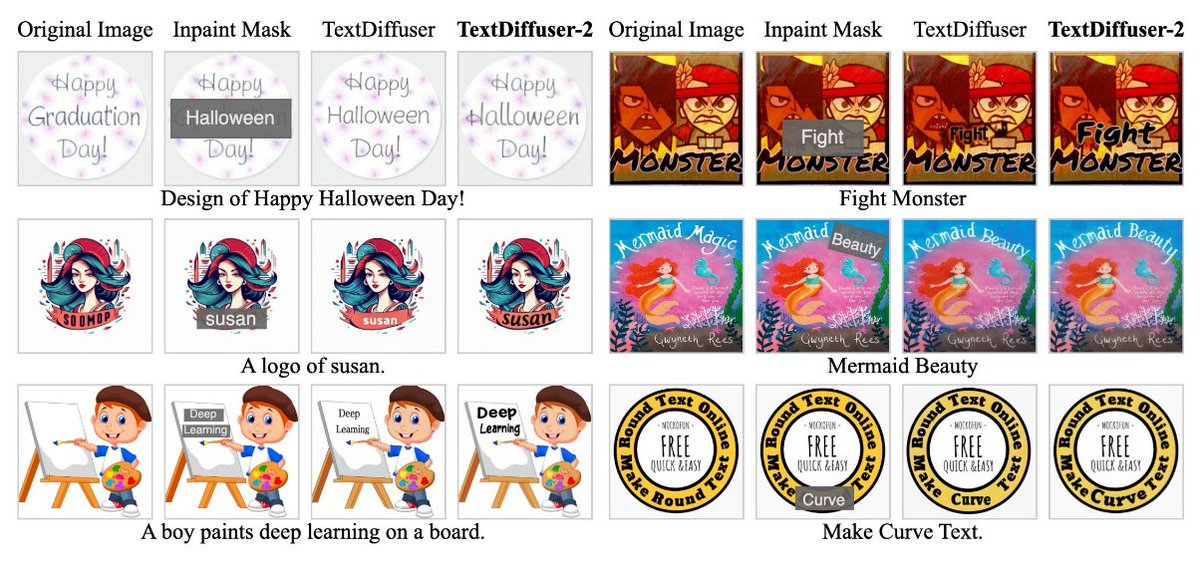 Original Image Inpaint Mask TextDiffuser TextDiffuser-2
Happy Graduation Day!
Halloween
Happy Halloween Day!
Happy Halloween Day!
Design of Happy Halloween Day!
SOOMOP
susan
susan
susan
A logo of susan.
Deep Learning
Deep Learning
Deep Learning
A boy paints deep learning on a board.
Original Image Inpaint Mask TextDiffuser TextDiffuser-2
MONSTER
Fight MONSTER
Fight MONSTER
Fight MONSTER
Fight Monster
Mermaid Magic Gwyneth Rees
Mermaid Beauty Gwyneth Rees
Mermaid Beauty Gwyneth Rees
Mermaid Beauty Gwyneth Rees
Mermaid Beauty
Round Text Online Make Round Text - MOCKOFUN - FREE QUICK & EASY
Round Text Online Make Curve Text - MOCKOFUN - FREE QUICK & EASY
Round Text Online Make Curve Text - MOCKOFUN - FREE QUICK & EASY
Round Text Online Make Curve Text - MOCKOFUN - FREE QUICK & EASY
Make Curve Text.